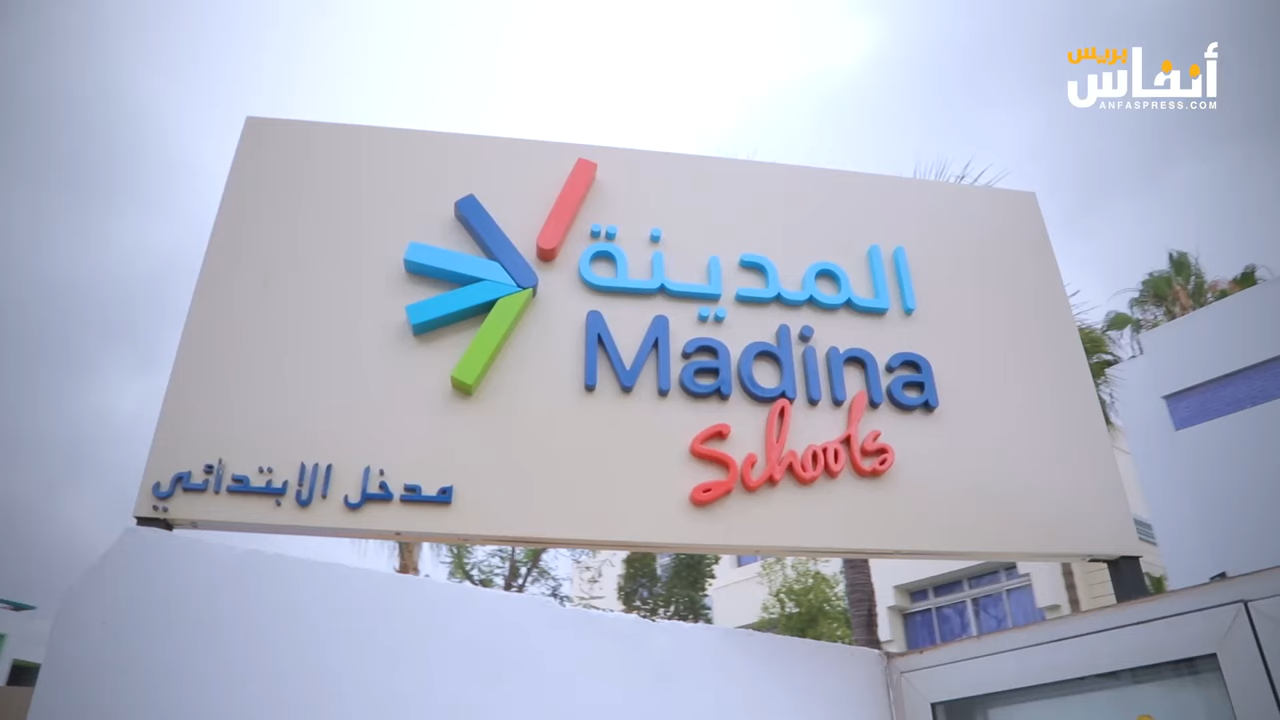 أنفاس بريس
ANFASPRESS.COM
المدينة
Madina
Schools
مدخل الابتدائي